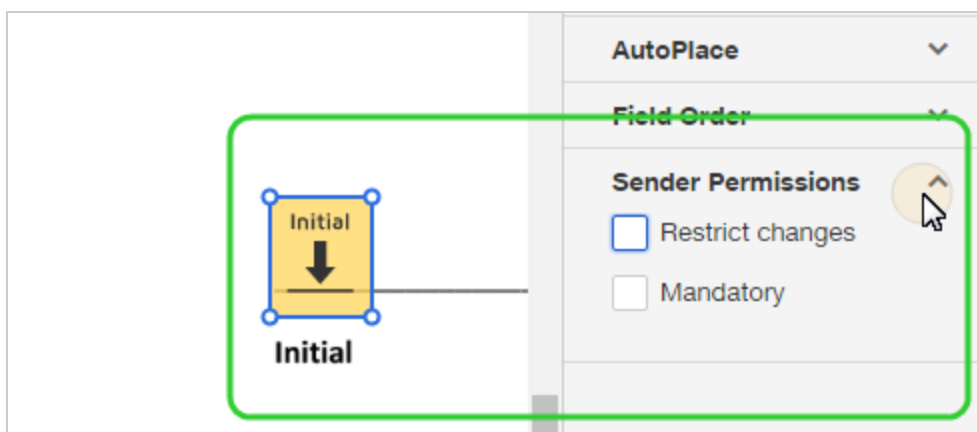 AutoPlace
Field Order
Sender Permissions
Initial
Restrict changes
Mandatory
Initial